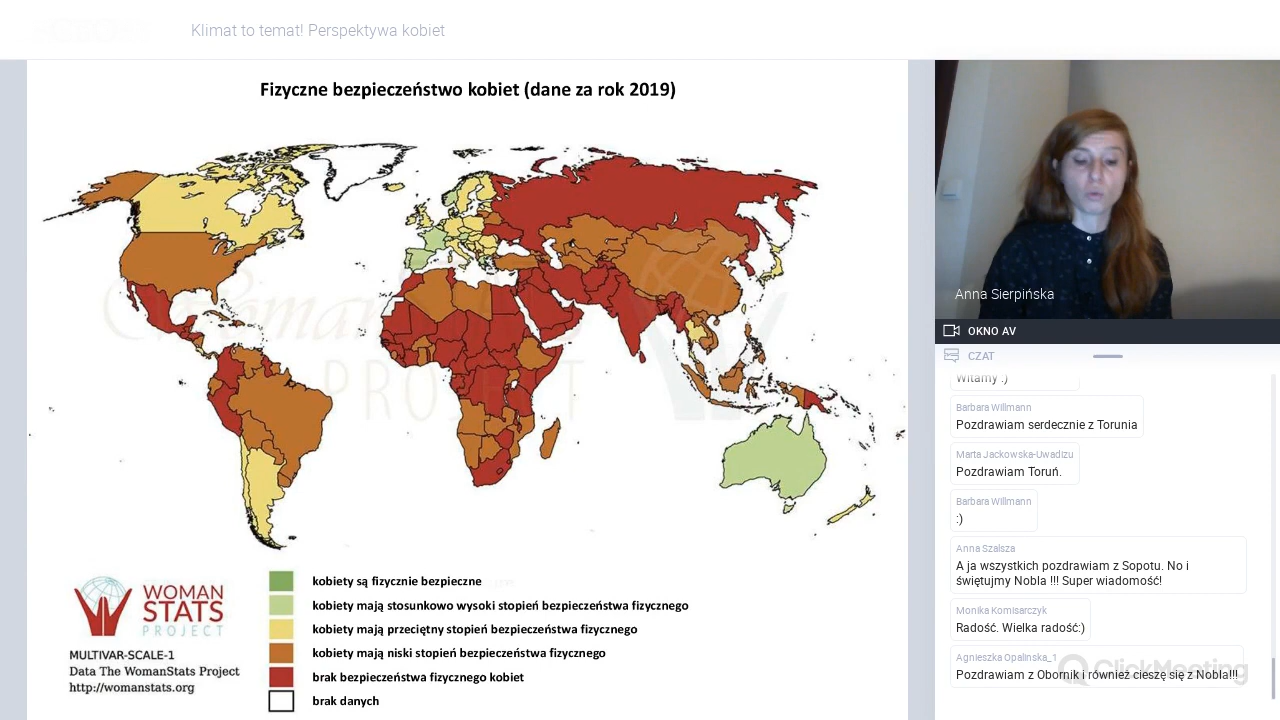 Klimat to temat! Perspektywa kobiet
Fizyczne bezpieczeństwo kobiet (dane za rok 2019)
Woman
PROJECT
WOMAN
STATS
PROJECT
MULTIVAR-SCALE-1
Data The WomanStats Project
http://womanstats.org
kobiety są fizycznie bezpieczne
kobiety mają stosunkowo wysoki stopień bezpieczeństwa fizycznego
kobiety mają przeciętny stopień bezpieczeństwa fizycznego
kobiety mają niski stopień bezpieczeństwa fizycznego
brak bezpieczeństwa fizycznego kobiet
brak danych
Anna Sierpińska
OKNO AV
CZAT
Witamy :)
Barbara Willmann
Pozdrawiam serdecznie z Torunia
Marta Jackowska-Uwadizu
Pozdrawiam Toruń.
Barbara Willmann
:)
Anna Szalsza
A ja wszystkich pozdrawiam z Sopotu. No i
świętujmy Nobla !!! Super wiadomość!
Monika Komisarczyk
Radość. Wielka radość:)
Agnieszka Opalinska_1
Pozdrawiam z Obornik i również cieszę się z Nobla!!!
ClickMeeting